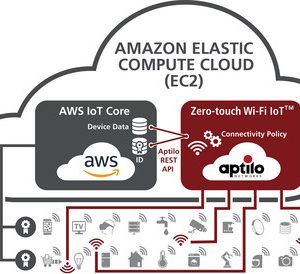 AMAZON ELASTIC
COMPUTE CLOUD
(EC2)
AWS IoT Core
Zero-touch Wi-Fi IoT™
Device Data
Connectivity Policy
ID
Aptilo
REST
API
aws
aptilo
NETWORKS
TV